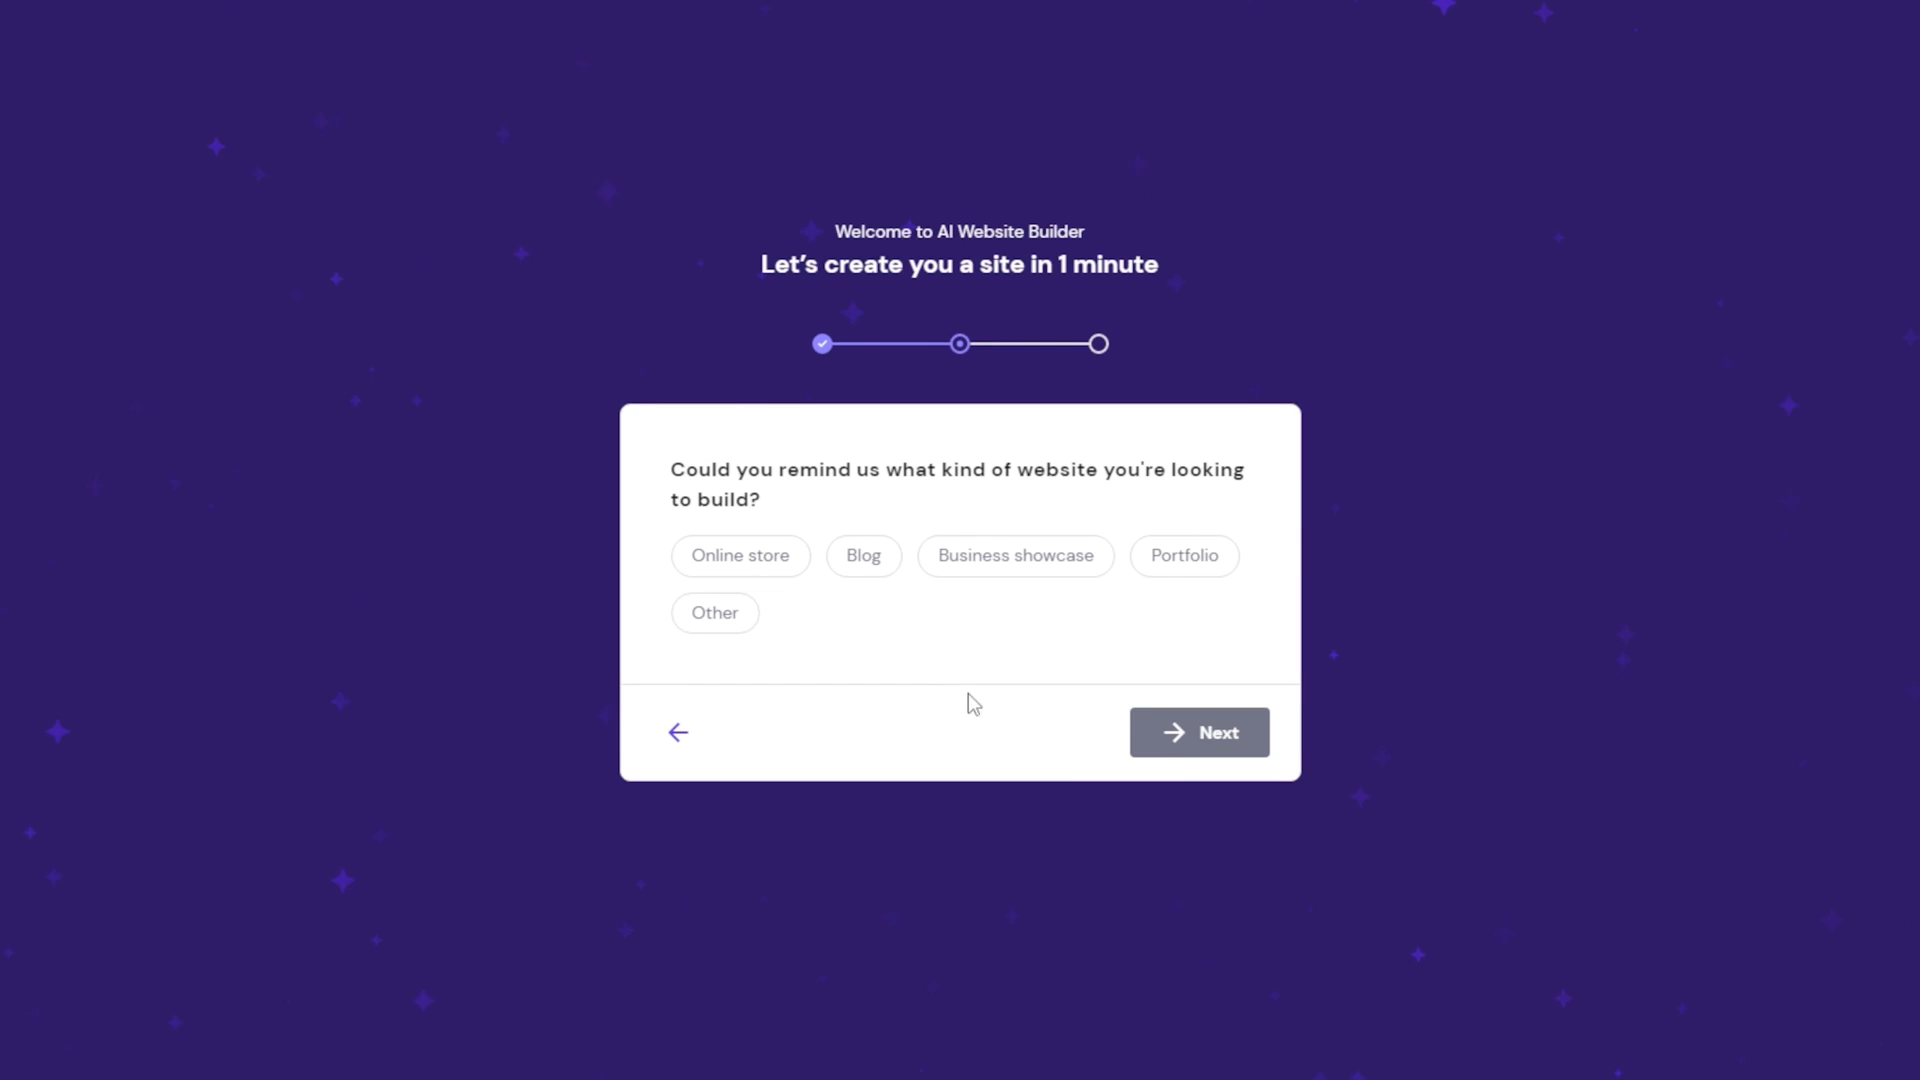 Welcome to AI Website Builder
Let’s create you a site in 1 minute
Could you remind us what kind of website you're looking
to build?
Online store
Blog
Business showcase
Portfolio
Other
Next